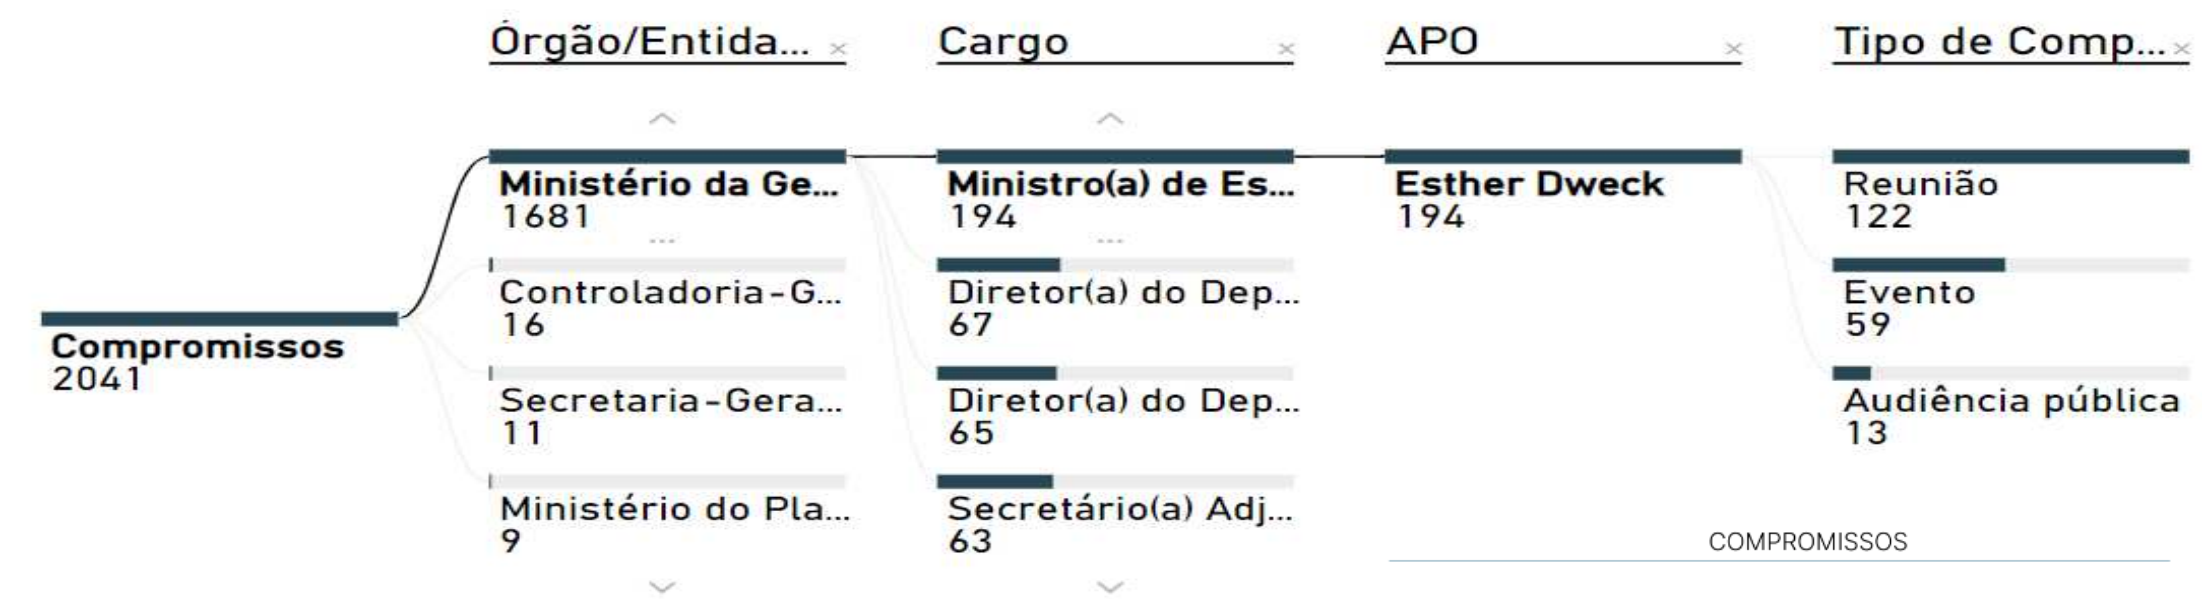 Órgão/Entida... ×
Cargo ×
APO ×
Tipo de Comp... ×
Compromissos
2041
Ministério da Ge...
1681
...
Controladoria-G...
16
Secretaria-Gera...
11
Ministério do Pla...
9
Ministro(a) de Es...
194
...
Diretor(a) do Dep...
67
Diretor(a) do Dep...
65
Secretário(a) Adj...
63
Esther Dweck
194
Reunião
122
Evento
59
Audiência pública
13
COMPROMISSOS